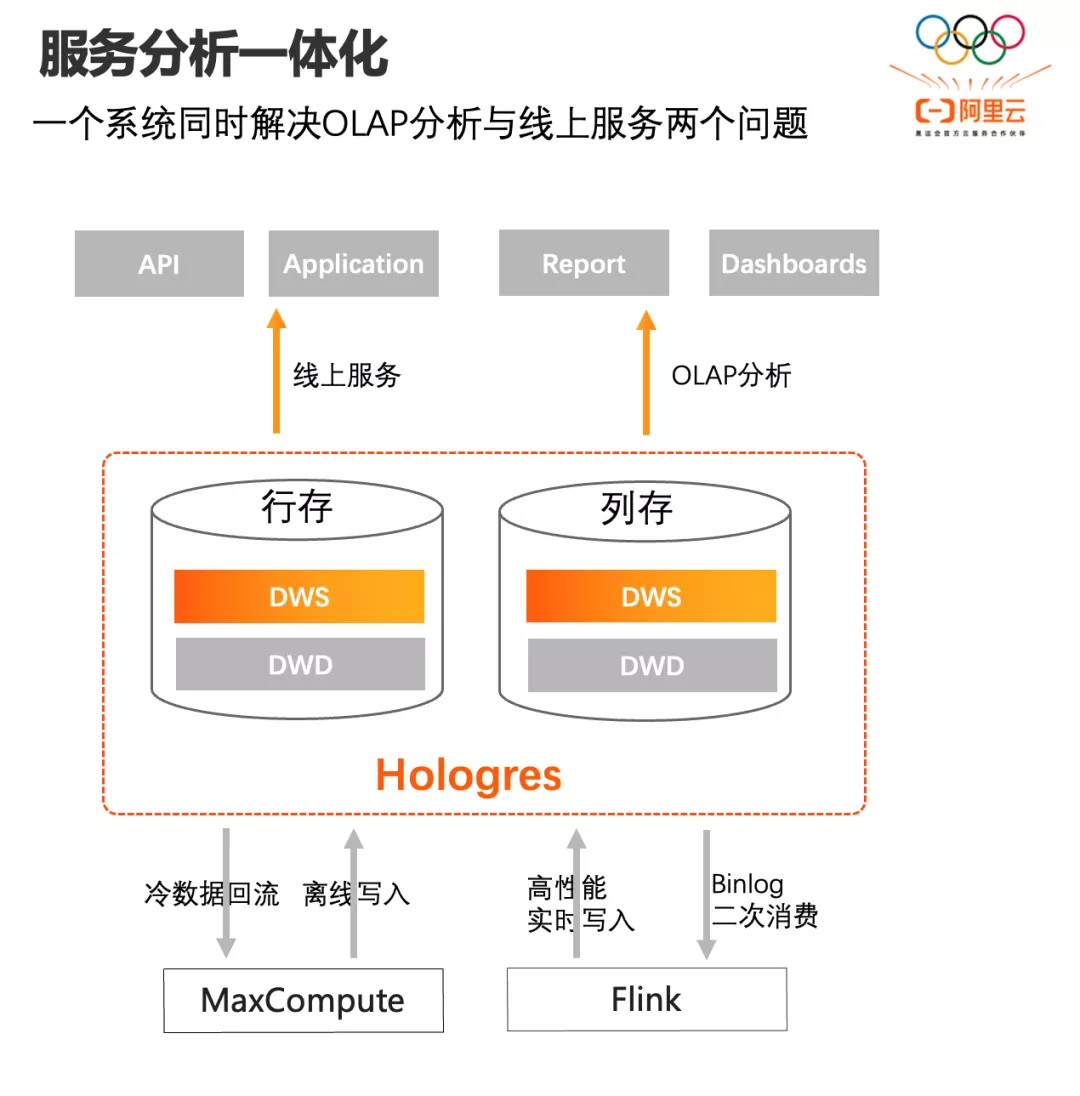 服务分析一体化
一个系统同时解决OLAP分析与线上服务两个问题
阿里云
奥运会官方云服务合作伙伴
API
Application
Report
Dashboards
线上服务
OLAP分析
行存
列存
DWS
DWS
DWD
DWD
Hologres
冷数据回流
离线写入
高性能
实时写入
Binlog
二次消费
MaxCompute
Flink